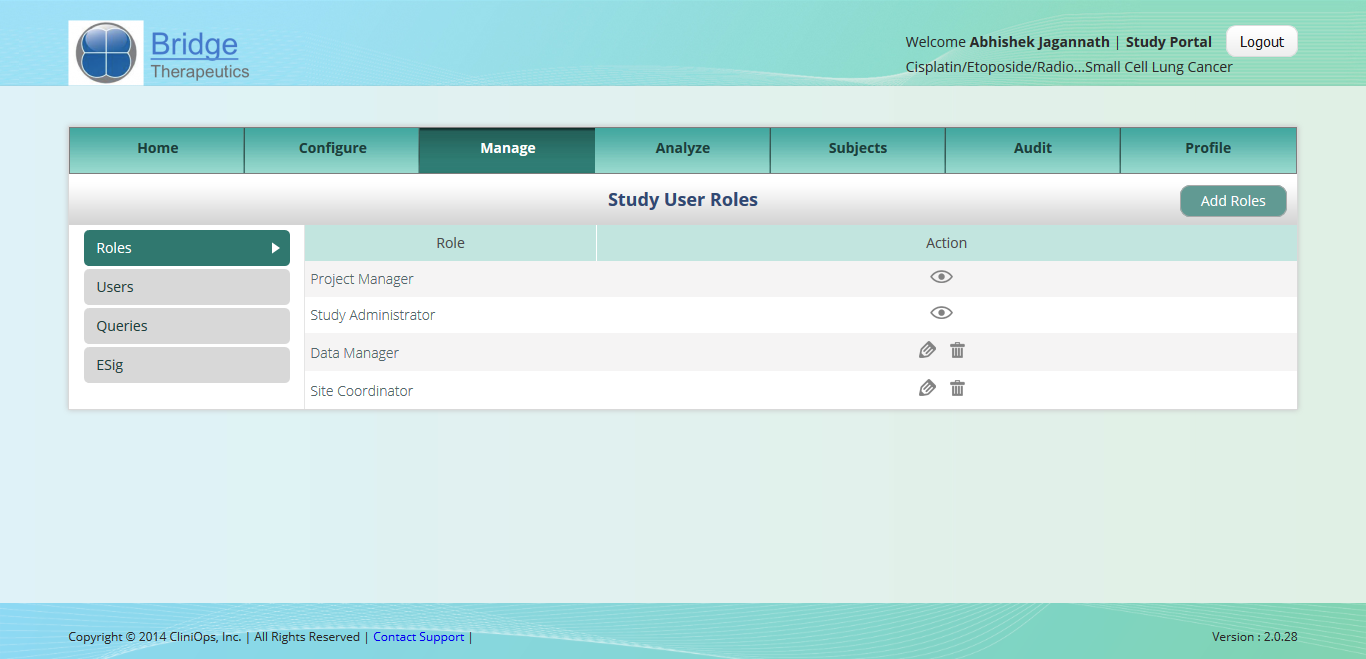 Bridge
Therapeutics
Welcome Abhishek Jagannath | Study Portal
Logout
Cisplatin/Etoposide/Radio...Small Cell Lung Cancer
Home Configure Manage Analyze Subjects Audit Profile
Study User Roles
Add Roles
Roles
Users
Queries
ESig
Role Action
Project Manager
Study Administrator
Data Manager
Site Coordinator
Copyright © 2014 CliniOps, Inc. | All Rights Reserved | Contact Support |
Version : 2.0.28